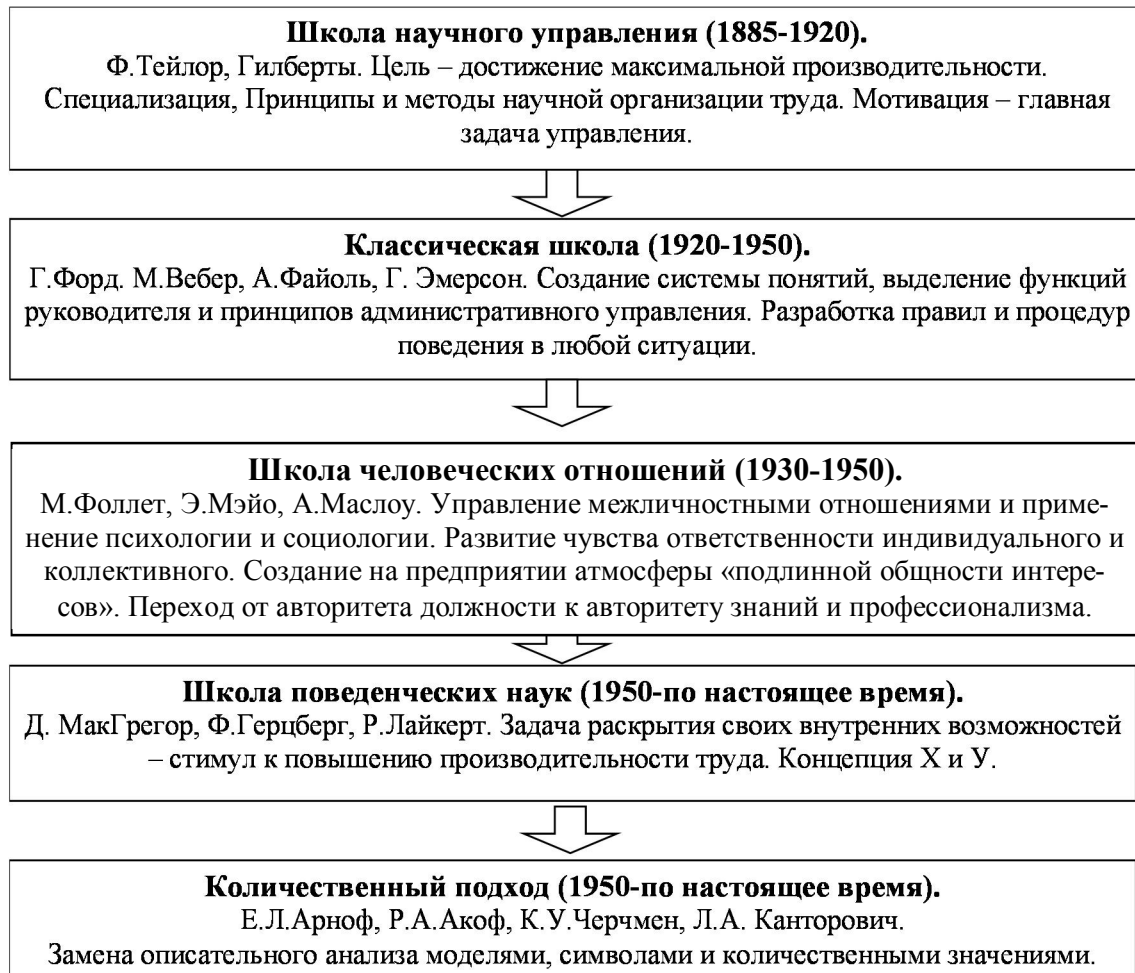 Школа научного управления (1885-1920).
Ф.Тейлор, Гилберты. Цель – достижение максимальной производительности.
Специализация, Принципы и методы научной организации труда. Мотивация – главная
задача управления.
Классическая школа (1920-1950).
Г.Форд. М.Вебер, А.Файоль, Г. Эмерсон. Создание системы понятий, выделение функций
руководителя и принципов административного управления. Разработка правил и процедур
поведения в любой ситуации.
Школа человеческих отношений (1930-1950).
М.Фоллет, Э.Мэйо, А.Маслоу. Управление межличностными отношениями и приме-
нение психологии и социологии. Развитие чувства ответственности индивидуального и
коллективного. Создание на предприятии атмосферы «подлинной общности интере-
сов». Переход от авторитета должности к авторитету знаний и профессионализма.
Школа поведенческих наук (1950-по настоящее время).
Д. МакГрегор, Ф.Герцберг, Р.Лайкерт. Задача раскрытия своих внутренних возможностей
– стимул к повышению производительности труда. Концепция Х и У.
Количественный подход (1950-по настоящее время).
Е.Л.Арноф, Р.А.Акоф, К.У.Черчмен, Л.А. Канторович.
Замена описательного анализа моделями, символами и количественными значениями.